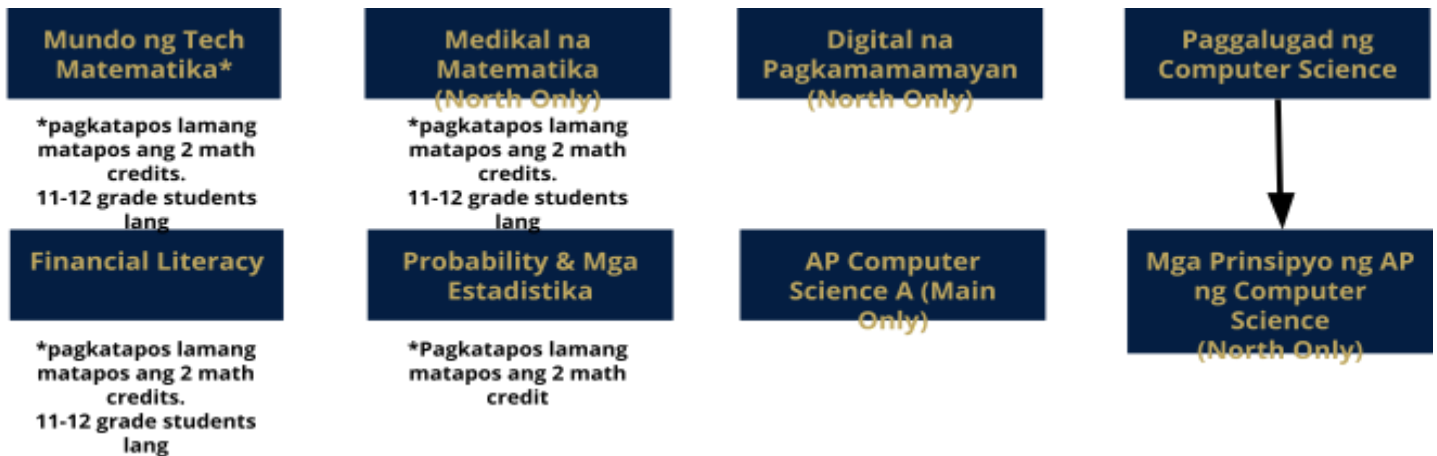 Mundo ng Tech
Matematika*
*pagkatapos lamang
matapos ang 2 math
credits.
11-12 grade students
lang
Medikal na
Matematika
(North Only)
*pagkatapos lamang
matapos ang 2 math
credits.
11-12 grade students
lang
Digital na
Pagkamamamayan
(North Only)
Paggalugad ng
Computer Science
Financial Literacy
*pagkatapos lamang
matapos ang 2 math
credits.
11-12 grade students
lang
Probability & Mga
Estadistika
*Pagkatapos lamang
matapos ang 2 math
credit
AP Computer
Science A (Main
Only)
Mga Prinsipyo ng AP
ng Computer
Science
(North Only)